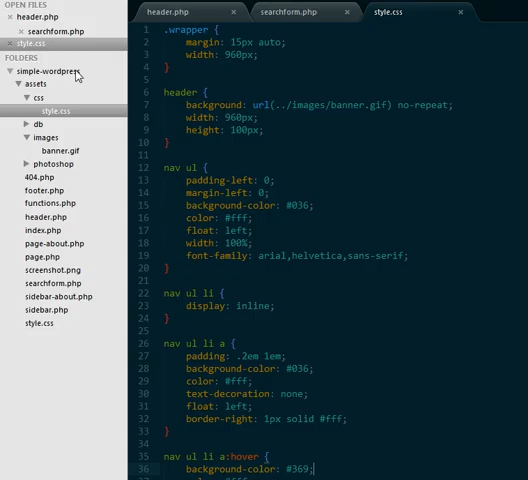 OPEN FILES
header.php
searchform.php
style.css
FOLDERS
simple-wordpress
assets
css
style.css
db
images
banner.gif
photoshop
404.php
footer.php
functions.php
header.php
index.php
page-about.php
page.php
screenshot.png
searchform.php
sidebar-about.php
sidebar.php
style.css
header.php
searchform.php
style.css
1 .wrapper {
2 margin: 15px auto;
3 width: 960px;
4 }
5
6 header {
7 background: url(../images/banner.gif) no-repeat;
8 width: 960px;
9 height: 100px;
10 }
11
12 nav ul {
13 padding-left: 0;
14 margin-left: 0;
15 background-color: #036;
16 color: #fff;
17 float: left;
18 width: 100%;
19 font-family: arial,helvetica,sans-serif;
20 }
21
22 nav ul li {
23 display: inline;
24 }
25
26 nav ul li a {
27 padding: .2em 1em;
28 background-color: #036;
29 color: #fff;
30 text-decoration: none;
31 float: left;
32 border-right: 1px solid #fff;
33 }
34
35 nav ul li a:hover {
36 background-color: #369;